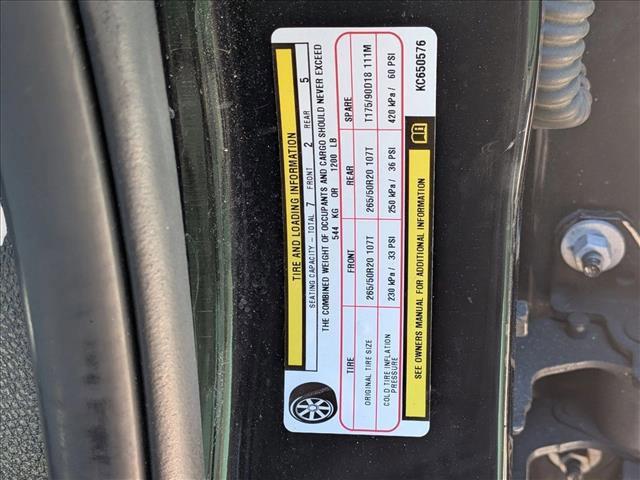 TIRE AND LOADING INFORMATION
SEATING CAPACITY - TOTAL 7 FRONT 2 REAR 5
THE COMBINED WEIGHT OF OCCUPANTS AND CARGO SHOULD NEVER EXCEED
544 KG OR 1200 LB
TIRE FRONT REAR SPARE
ORIGINAL TIRE SIZE 265/50R20 107T 265/50R20 107T T175/90D18 111M
COLD TIRE INFLATION PRESSURE 230 kPa / 33 PSI 250 kPa / 36 PSI 420 kPa / 60 PSI
SEE OWNERS MANUAL FOR ADDITIONAL INFORMATION
KC650576